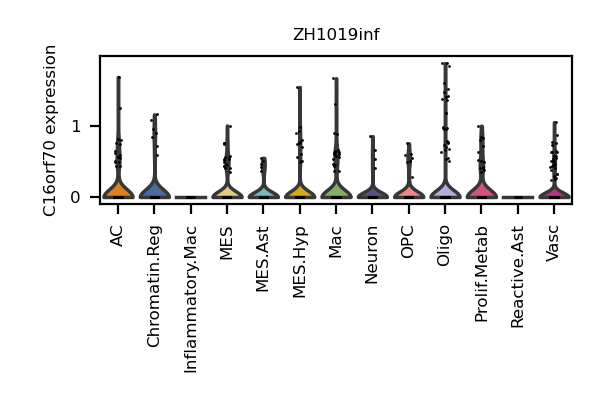 ZH1019inf
C16orf70 expression
1
0
AC
Chromatin.Reg
Inflammatory.Mac
MES
MES.Ast
MES.Hyp
Mac
Neuron
OPC
Oligo
Prolif.Metab
Reactive.Ast
Vasc